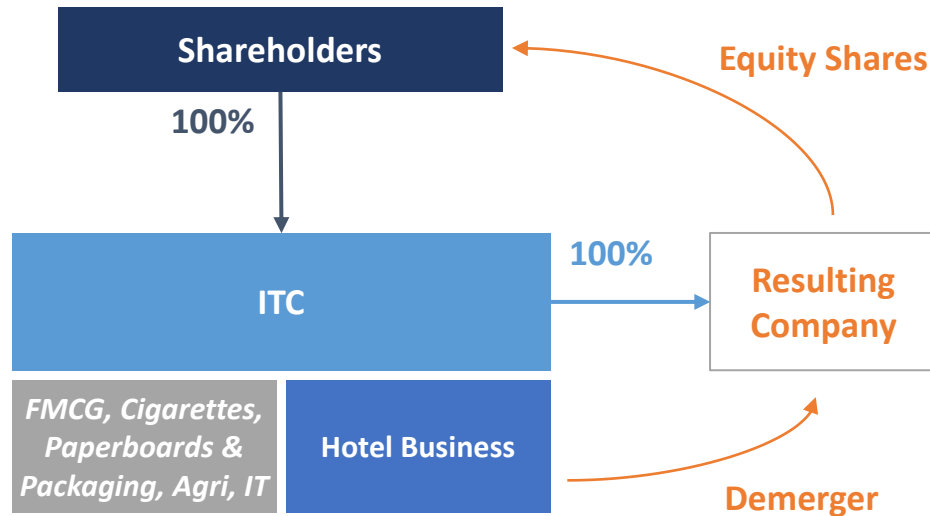 Shareholders
Equity Shares
100%
ITC
100%
Resulting
Company
FMCG, Cigarettes,
Paperboards &
Packaging, Agri, IT
Hotel Business
Demerger